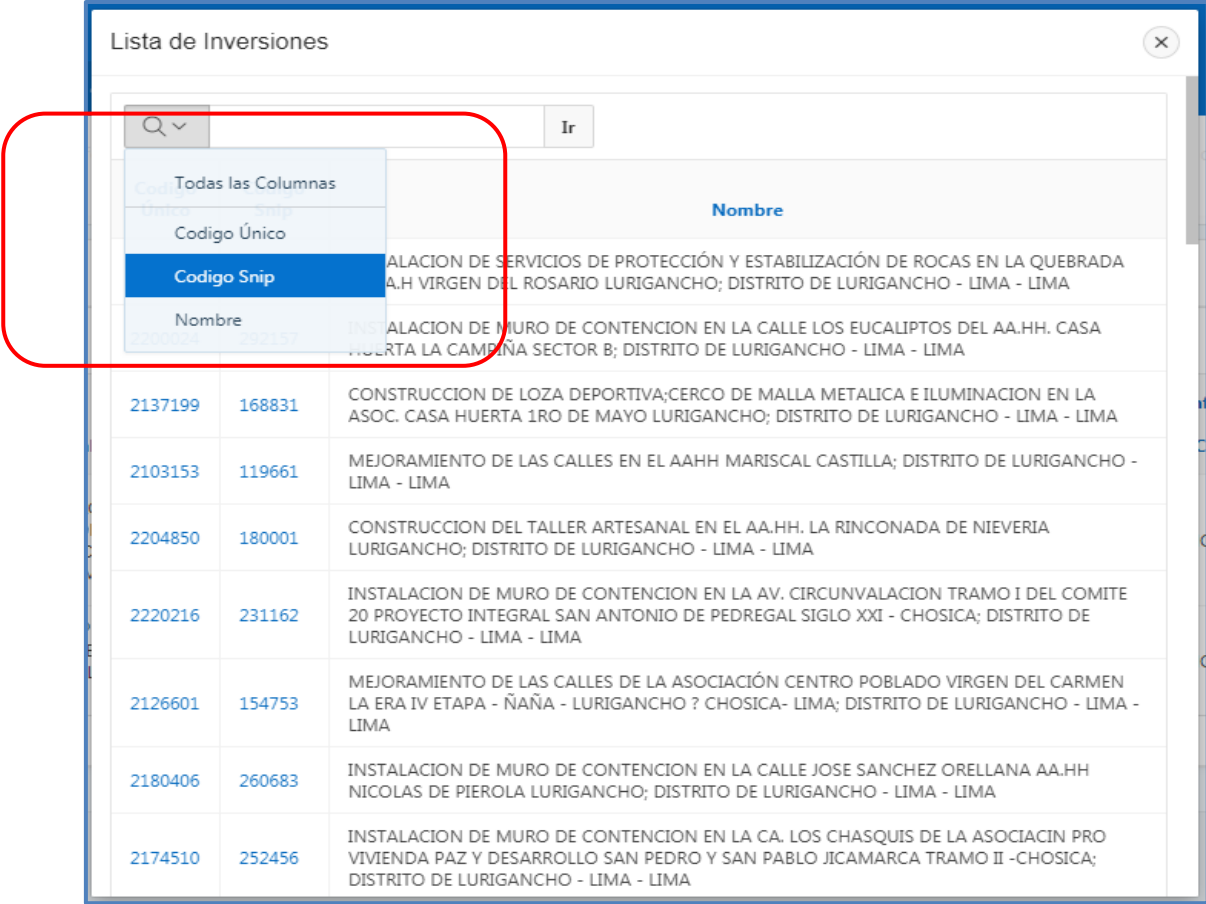 Lista de Inversiones
Ir
Todas las Columnas
Codigo Único
Codigo Snip
Nombre
Codigo Único
Snip
Nombre
ALACION DE SERVICIOS DE PROTECCIÓN Y ESTABILIZACIÓN DE ROCAS EN LA QUEBRADA
A.H VIRGEN DEL ROSARIO LURIGANCHO; DISTRITO DE LURIGANCHO - LIMA - LIMA
2200024 292157 INSTALACION DE MURO DE CONTENCION EN LA CALLE LOS EUCALIPTOS DEL AA.HH. CASA
HUERTA LA CAMPIÑA SECTOR B; DISTRITO DE LURIGANCHO - LIMA - LIMA
2137199 168831 CONSTRUCCION DE LOZA DEPORTIVA;CERCO DE MALLA METALICA E ILUMINACION EN LA
ASOC. CASA HUERTA 1RO DE MAYO LURIGANCHO; DISTRITO DE LURIGANCHO - LIMA - LIMA
2103153 119661 MEJORAMIENTO DE LAS CALLES EN EL AAHH MARISCAL CASTILLA; DISTRITO DE LURIGANCHO -
LIMA - LIMA
2204850 180001 CONSTRUCCION DEL TALLER ARTESANAL EN EL AA.HH. LA RINCONADA DE NIEVERIA
LURIGANCHO; DISTRITO DE LURIGANCHO - LIMA - LIMA
2220216 231162 INSTALACION DE MURO DE CONTENCION EN LA AV. CIRCUNVALACION TRAMO I DEL COMITE
20 PROYECTO INTEGRAL SAN ANTONIO DE PEDREGAL SIGLO XXI - CHOSICA; DISTRITO DE
LURIGANCHO - LIMA - LIMA
2126601 154753 MEJORAMIENTO DE LAS CALLES DE LA ASOCIACIÓN CENTRO POBLADO VIRGEN DEL CARMEN
LA ERA IV ETAPA - ÑAÑA - LURIGANCHO ? CHOSICA- LIMA; DISTRITO DE LURIGANCHO - LIMA -
LIMA
2180406 260683 INSTALACION DE MURO DE CONTENCION EN LA CALLE JOSE SANCHEZ ORELLANA AA.HH
NICOLAS DE PIEROLA LURIGANCHO; DISTRITO DE LURIGANCHO - LIMA - LIMA
2174510 252456 INSTALACION DE MURO DE CONTENCION EN LA CA. LOS CHASQUIS DE LA ASOCIACIN PRO
VIVIENDA PAZ Y DESARROLLO SAN PEDRO Y SAN PABLO JICAMARCA TRAMO II -CHOSICA;
DISTRITO DE LURIGANCHO - LIMA - LIMA